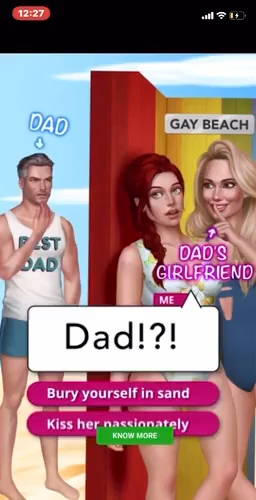 12:27
DAD
GAY BEACH
BEST
DAD
DAD'S
GIRLFRIEND
ME
Dad!?!
Bury yourself in sand
Kiss her passionately
KNOW MORE